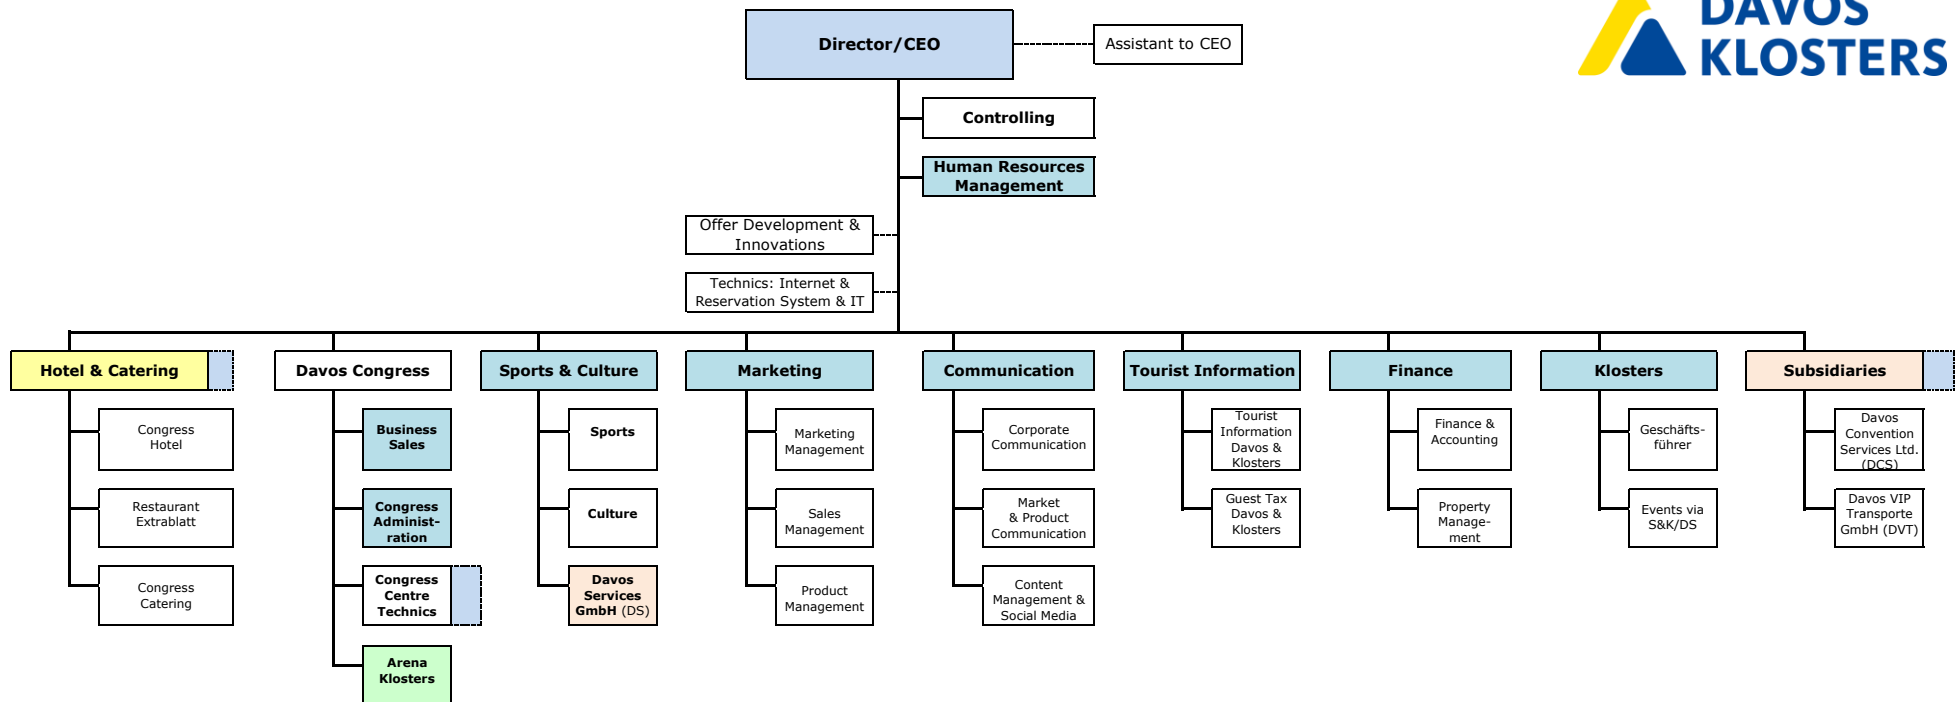 DAVOS
KLOSTERS
Director/CEO
Assistant to CEO
Controlling
Human Resources
Management
Offer Development &
Innovations
Technics: Internet &
Reservation System & IT
Hotel & Catering
Davos Congress
Sports & Culture
Marketing
Communication
Tourist Information
Finance
Klosters
Subsidiaries
Congress
Hotel
Restaurant
Extrablatt
Congress
Catering
Business
Sales
Congress
Administ-
ration
Congress
Centre
Technics
Arena
Klosters
Sports
Culture
Davos
Services
GmbH (DS)
Marketing
Management
Sales
Management
Product
Management
Corporate
Communication
Market
& Product
Communication
Content
Management &
Social Media
Tourist
Information
Davos &
Klosters
Guest Tax
Davos &
Klosters
Finance &
Accounting
Property
Manage-
ment
Geschäfts-
führer
Events via
S&K/DS
Davos
Convention
Services Ltd.
(DCS)
Davos VIP
Transporte
GmbH (DVT)